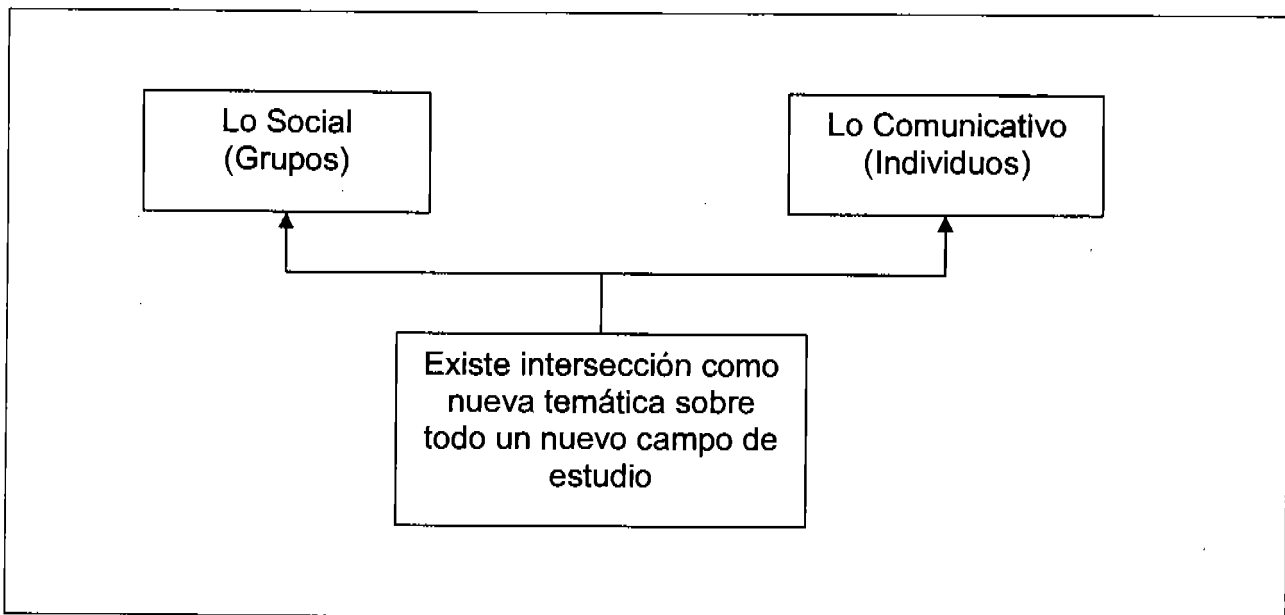 Lo Social
(Grupos)
Lo Comunicativo
(Individuos)
Existe intersección como
nueva temática sobre
todo un nuevo campo de
estudio